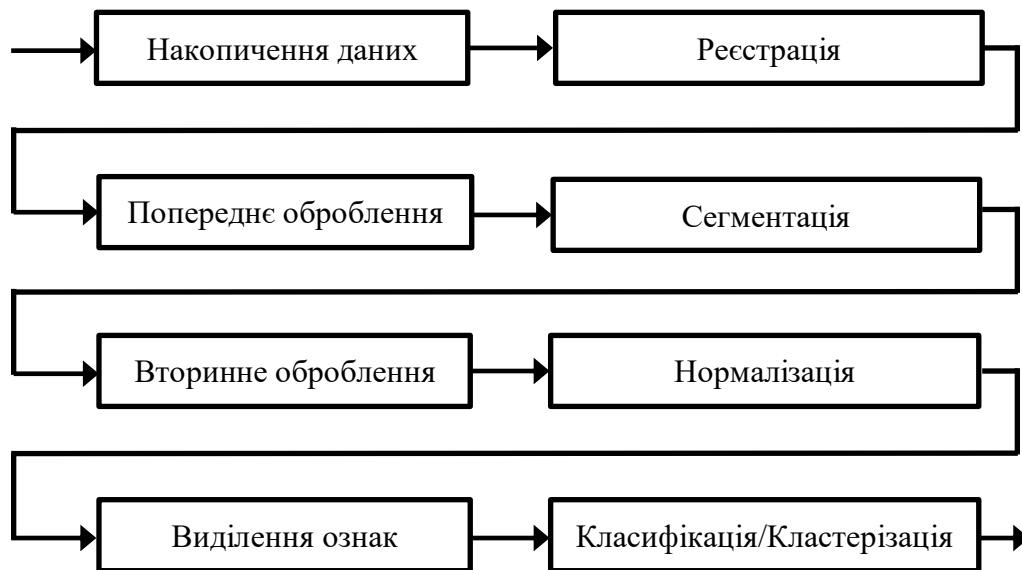 Накопичення даних
Реєстрація
Попереднє оброблення
Сегментація
Вторинне оброблення
Нормалізація
Виділення ознак
Класифікація/Кластерізація